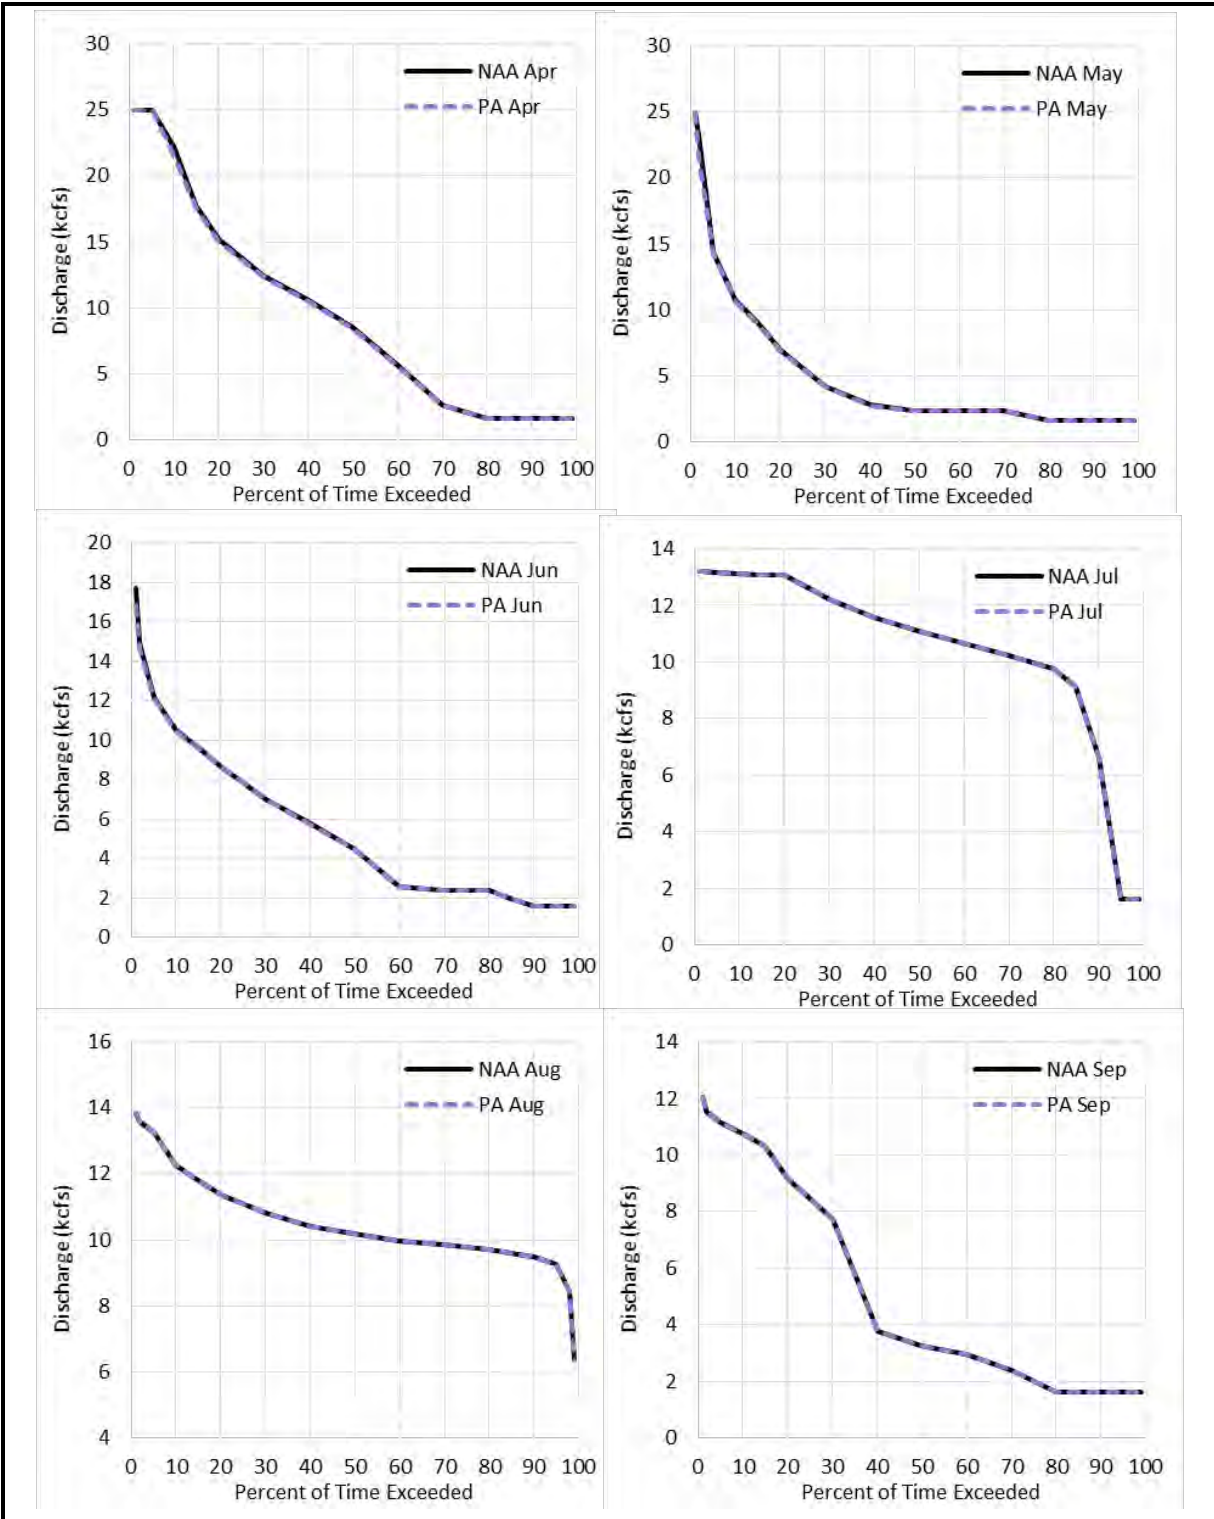 30
25
20
15
10
5
0
Discharge (kcfs)
NAA Apr
PA Apr
0 10 20 30 40 50 60 70 80 90 100
Percent of Time Exceeded
30
25
20
15
10
5
0
Discharge (kcfs)
NAA May
PA May
0 10 20 30 40 50 60 70 80 90 100
Percent of Time Exceeded
20
18
16
14
12
10
8
6
4
2
0
Discharge (kcfs)
NAA Jun
PA Jun
0 10 20 30 40 50 60 70 80 90 100
Percent of Time Exceeded
14
12
10
8
6
4
2
0
Discharge (kcfs)
NAA Jul
PA Jul
0 10 20 30 40 50 60 70 80 90 100
Percent of Time Exceeded
16
14
12
10
8
6
4
Discharge (kcfs)
NAA Aug
PA Aug
0 10 20 30 40 50 60 70 80 90 100
Percent of Time Exceeded
14
12
10
8
6
4
2
0
Discharge (kcfs)
NAA Sep
PA Sep
0 10 20 30 40 50 60 70 80 90 100
Percent of Time Exceeded